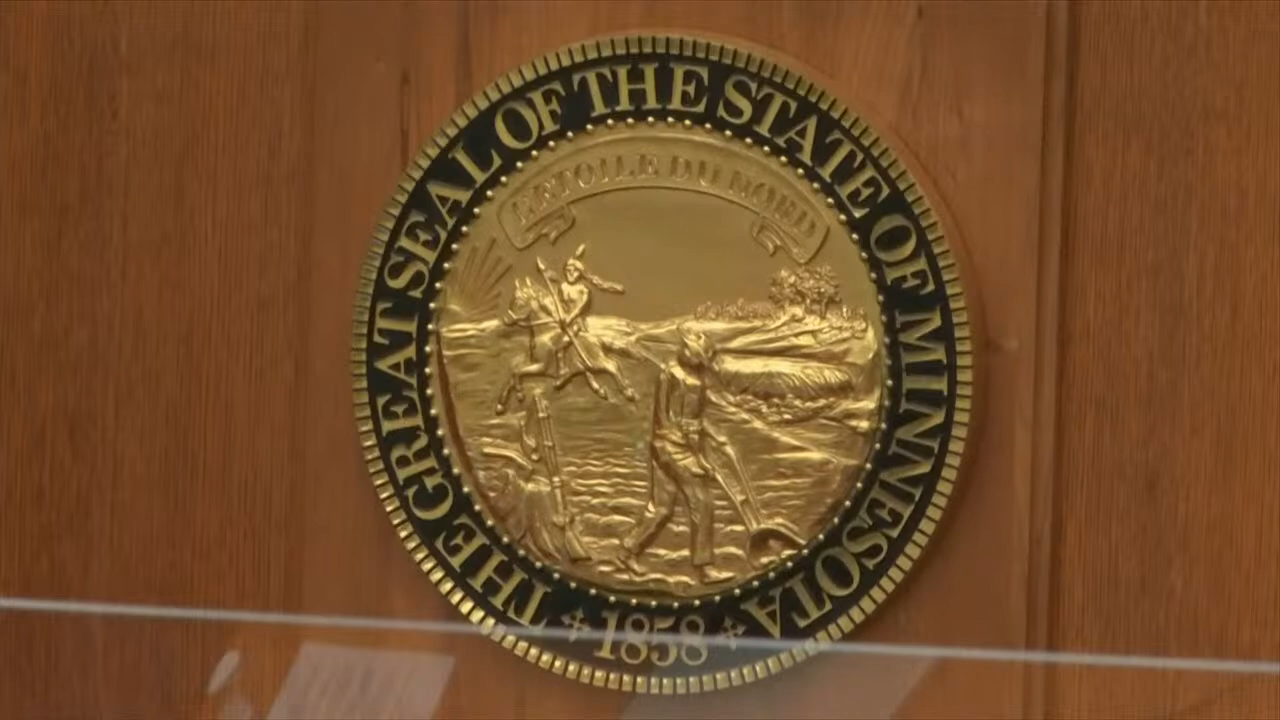 THE GREAT SEAL OF THE STATE OF MINNESOTA
L'ETOILE DU NORD
1858